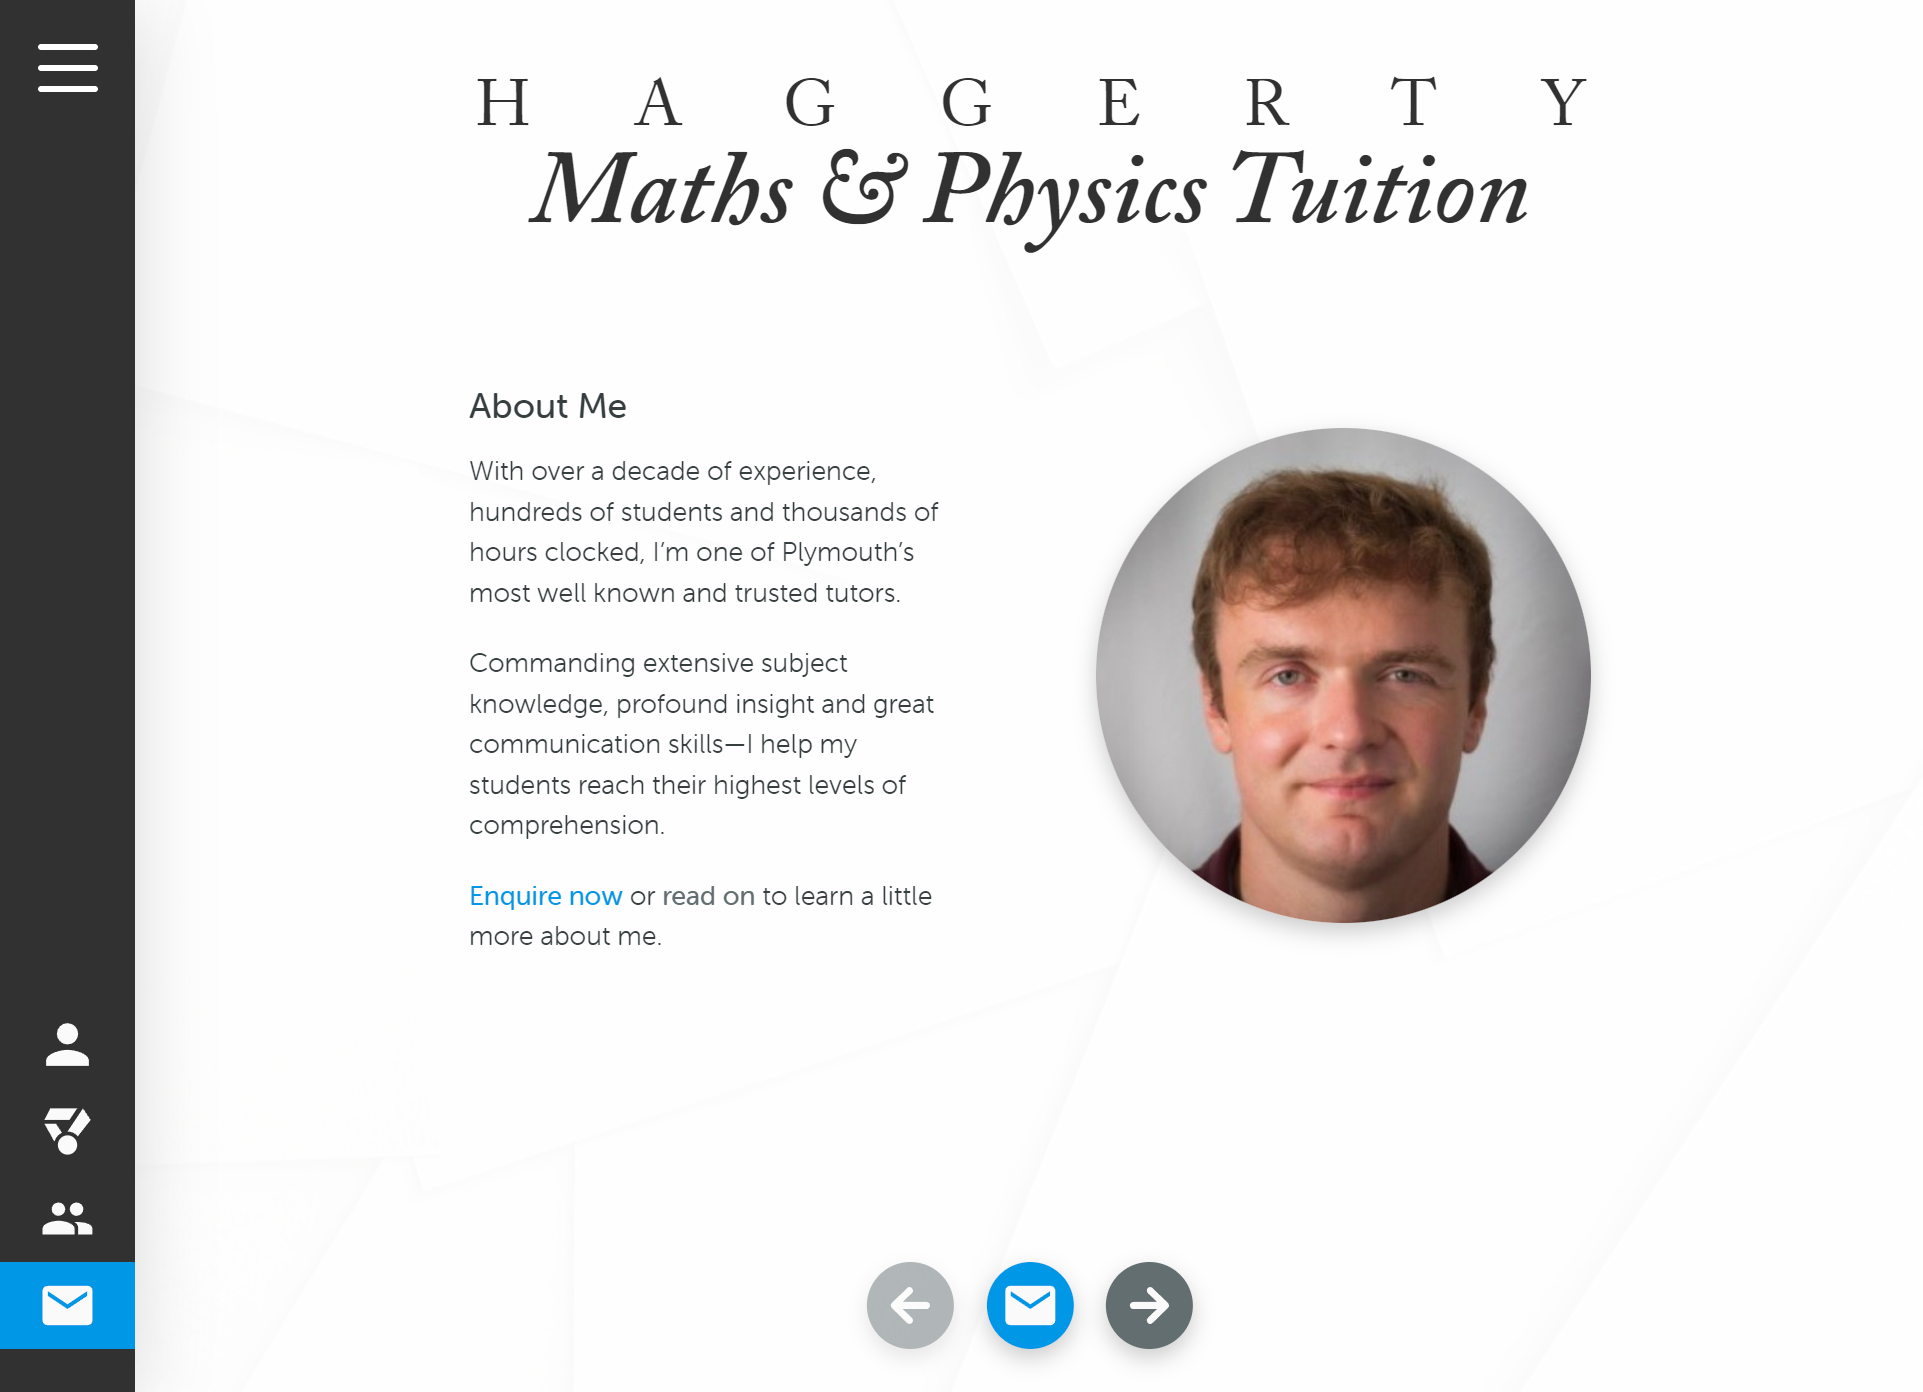 HAGGERTY
Maths & Physics Tuition
About Me
With over a decade of experience,
hundreds of students and thousands of
hours clocked, I’m one of Plymouth’s
most well known and trusted tutors.
Commanding extensive subject
knowledge, profound insight and great
communication skills—I help my
students reach their highest levels of
comprehension.
Enquire now or read on to learn a little
more about me.